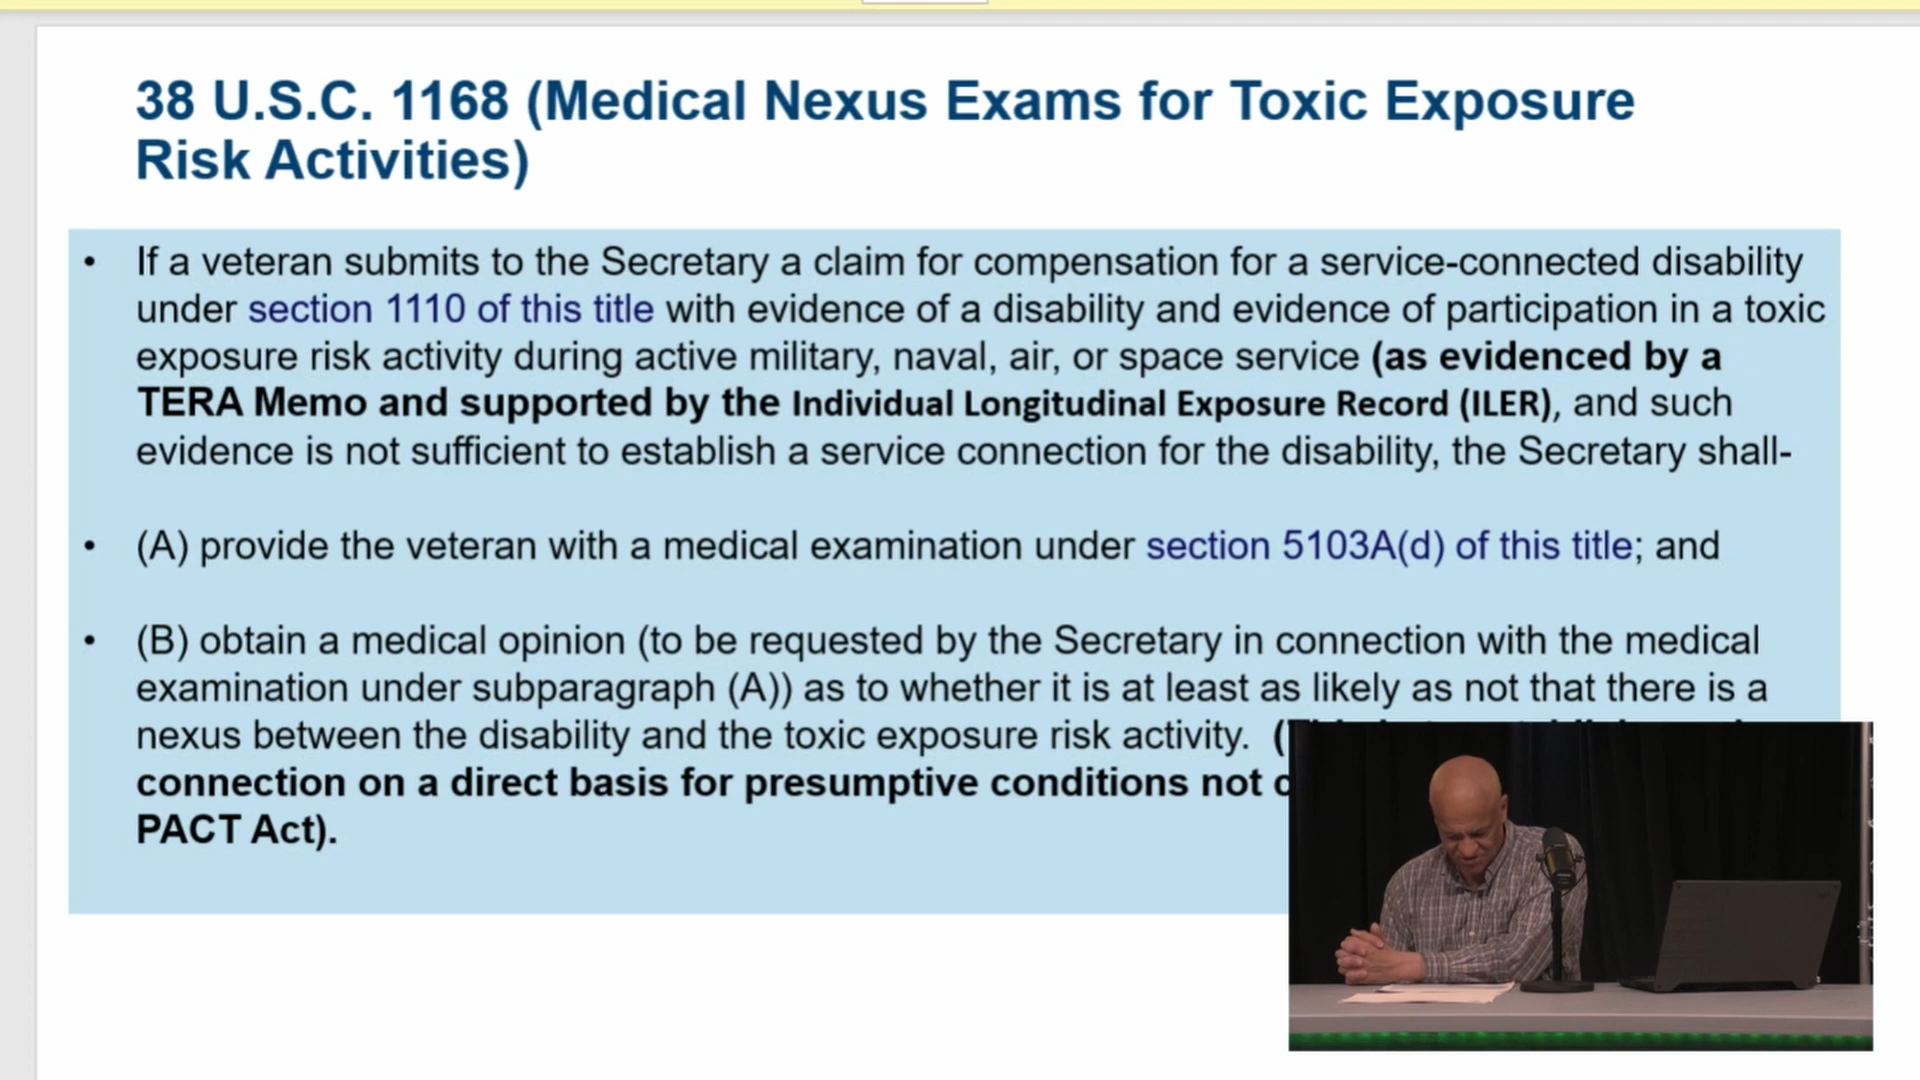 38 U.S.C. 1168 (Medical Nexus Exams for Toxic Exposure
Risk Activities)
• If a veteran submits to the Secretary a claim for compensation for a service-connected disability
under section 1110 of this title with evidence of a disability and evidence of participation in a toxic
exposure risk activity during active military, naval, air, or space service (as evidenced by a
TERA Memo and supported by the Individual Longitudinal Exposure Record (ILER), and such
evidence is not sufficient to establish a service connection for the disability, the Secretary shall-
• (A) provide the veteran with a medical examination under section 5103A(d) of this title; and
• (B) obtain a medical opinion (to be requested by the Secretary in connection with the medical
examination under subparagraph (A)) as to whether it is at least as likely as not that there is a
nexus between the disability and the toxic exposure risk activity. (
connection on a direct basis for presumptive conditions not
PACT Act).